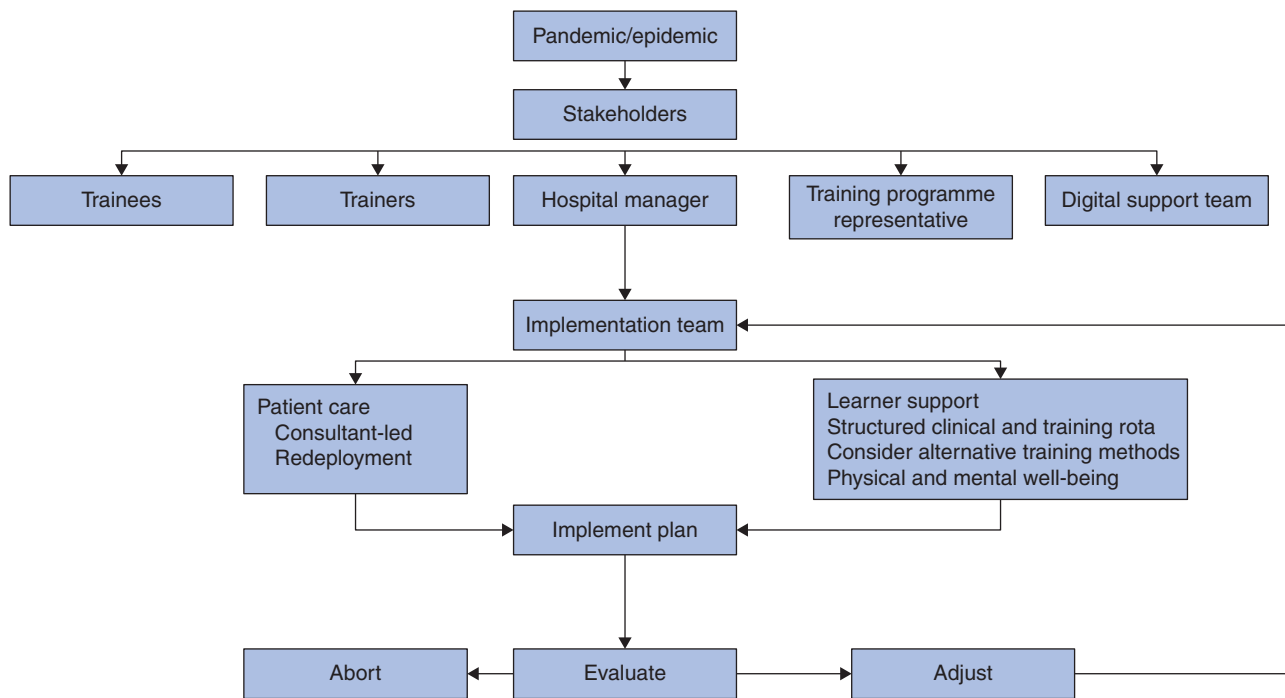 Pandemic/epidemic
Stakeholders
Trainees
Trainers
Hospital manager
Training programme
representative
Digital support team
Implementation team
Patient care
Consultant-led
Redeployment
Learner support
Structured clinical and training rota
Consider alternative training methods
Physical and mental well-being
Implement plan
Abort
Evaluate
Adjust